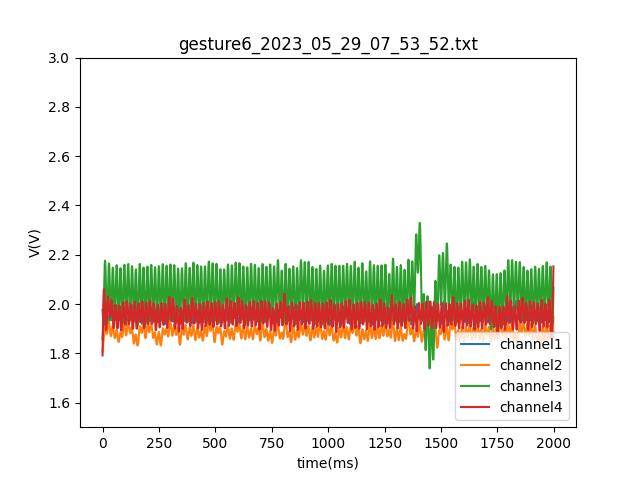 gesture6_2023_05_29_07_53_52.txt
3.0
2.8
2.6
2.4
2.2
2.0
1.8
1.6
V(V)
channel1
channel2
channel3
channel4
0 250 500 750 1000 1250 1500 1750 2000
time(ms)